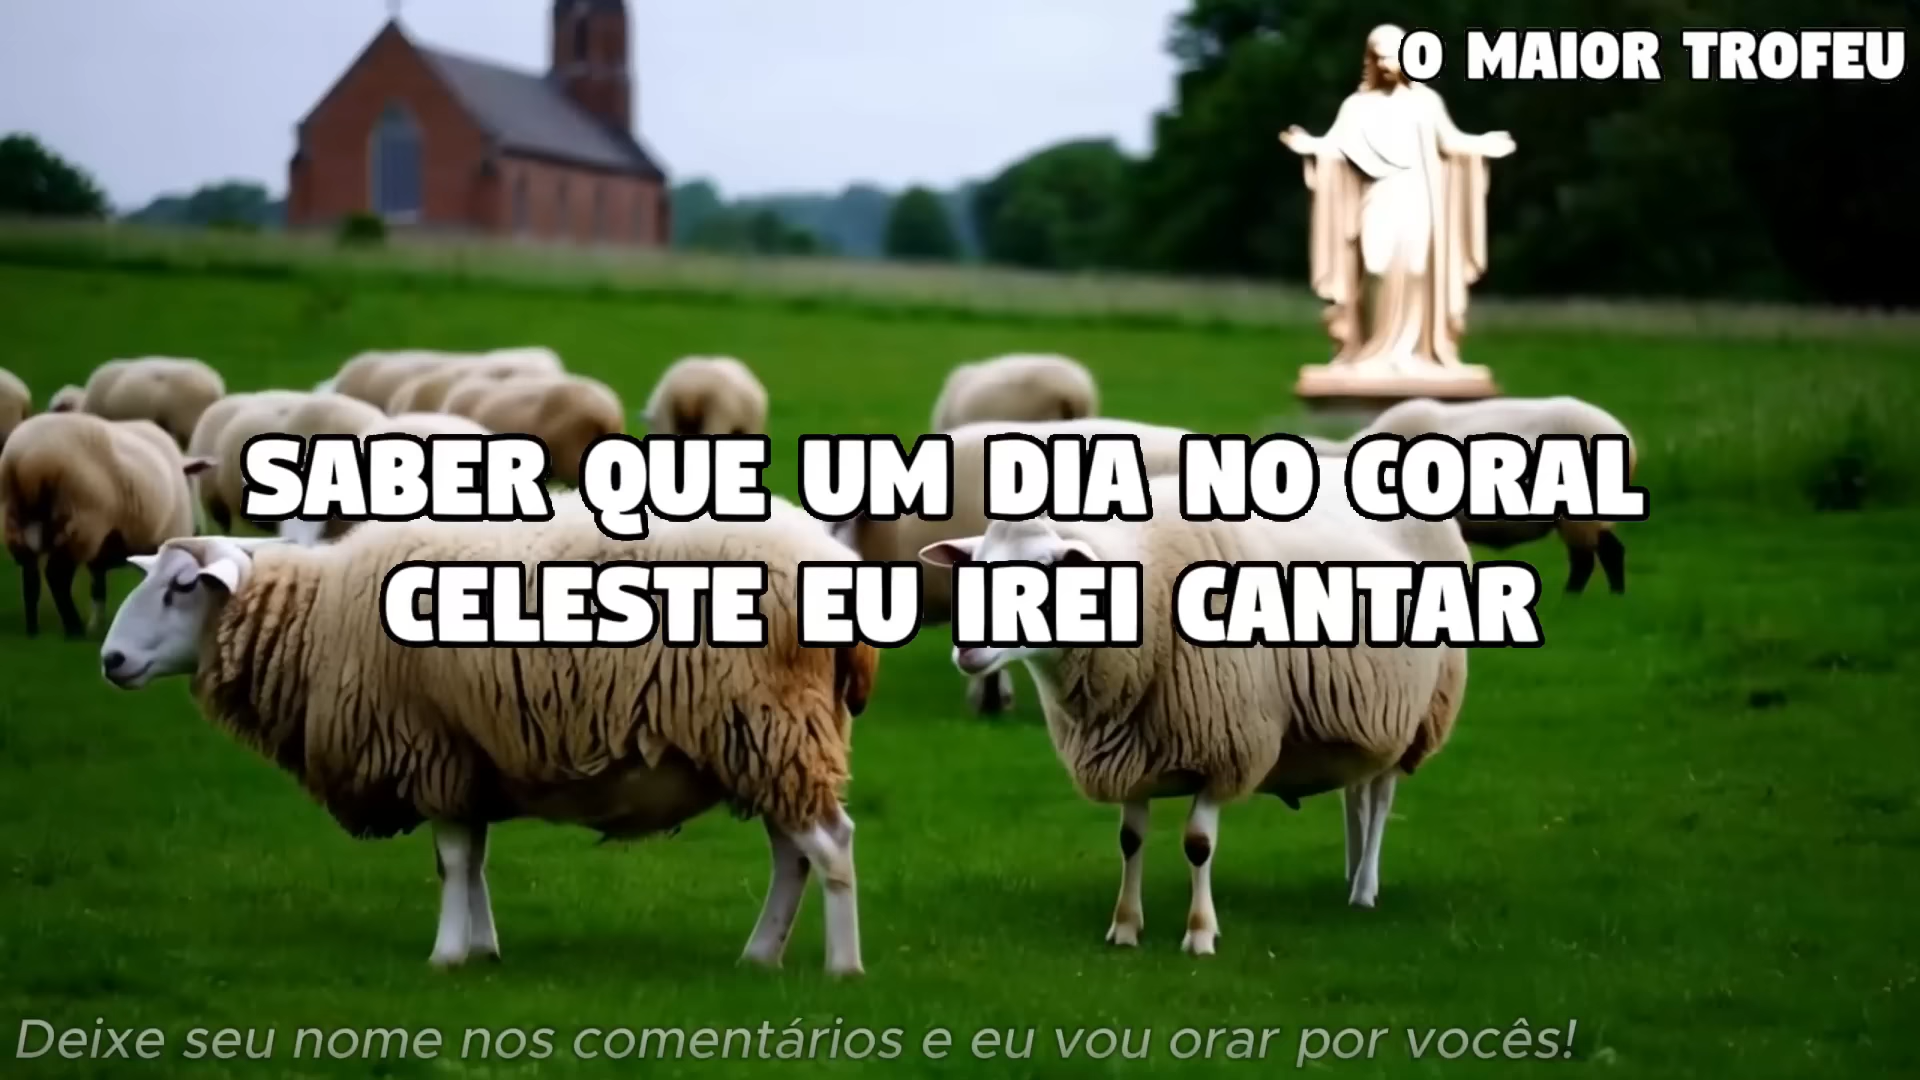 O MAIOR TROFEU
SABER QUE UM DIA NO CORAL
CELESTE EU IREI CANTAR
Deixe seu nome nos comentários e eu vou orar por vocês!